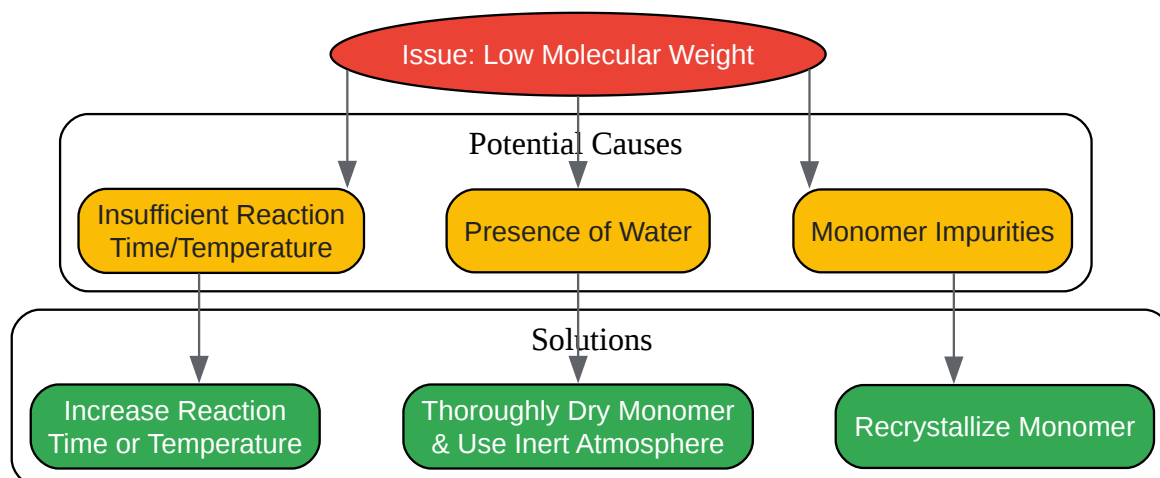 Issue: Low Molecular Weight
Potential Causes
Insufficient Reaction
Time/Temperature
Presence of Water
Monomer Impurities
Solutions
Increase Reaction
Time or Temperature
Thoroughly Dry Monomer
& Use Inert Atmosphere
Recrystallize Monomer